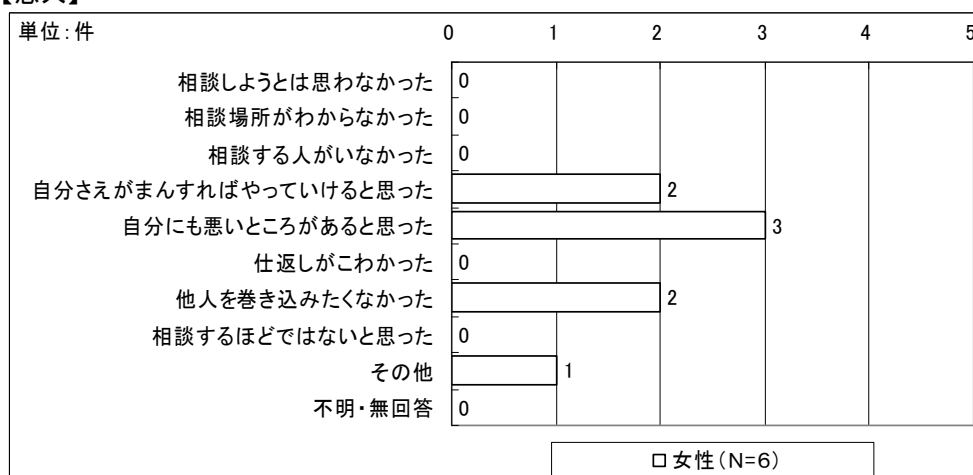 単位:件
0 1 2 3 4 5
相談しようとは思わなかった 0
相談場所がわからなかった 0
相談する人がいなかった 0
自分さえがまんすればやっていけると思った 2
自分にも悪いところがあると思った 3
仕返しがこわかった 0
他人を巻き込みたくなかった 2
相談するほどではないと思った 0
その他 1
不明・無回答 0
女性(N=6)